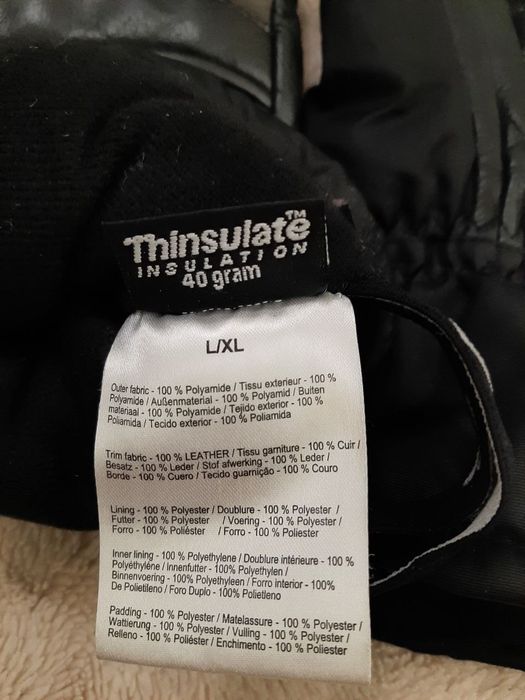 Thinsulate™
INSULATION
40 gram
L/XL
Outer fabric - 100 % Polyamide / Tissu exterieur - 100 %
Polyamide / Außenmaterial - 100 % Polyamid / Buiten
materiaal - 100 % Polyamide / Tejido exterior - 100 %
Poliamida / Tecido exterior - 100 % Poliamida
Trim fabric - 100 % LEATHER / Tissu garniture - 100 % Cuir /
Besatz - 100 % Leder / Stof afwerking - 100 % Leder /
Borde - 100 % Cuero / Tecido guarnição - 100 % Couro
Lining - 100 % Polyester / Doublure - 100 % Polyester /
Futter - 100 % Polyester / Voering - 100 % Polyester /
Forro - 100 % Poliéster / Forro - 100 % Polyester
Inner lining - 100 % Polyethylene / Doublure intérieure - 100 %
Polyéthyléne / Innenfutter - 100 % Polyethylen /
Binnenvoering - 100 % Polyethyleen / Forro interior - 100%
De Polietileno / Foro Duplo - 100 % Polietleno
Padding - 100 % Polyester / Matelassure - 100 % Polyester /
Wattierung - 100 % Polyester / Vulling - 100 % Polyester /
Relleno - 100 % Poliéster / Enchimento - 100 % Poliester